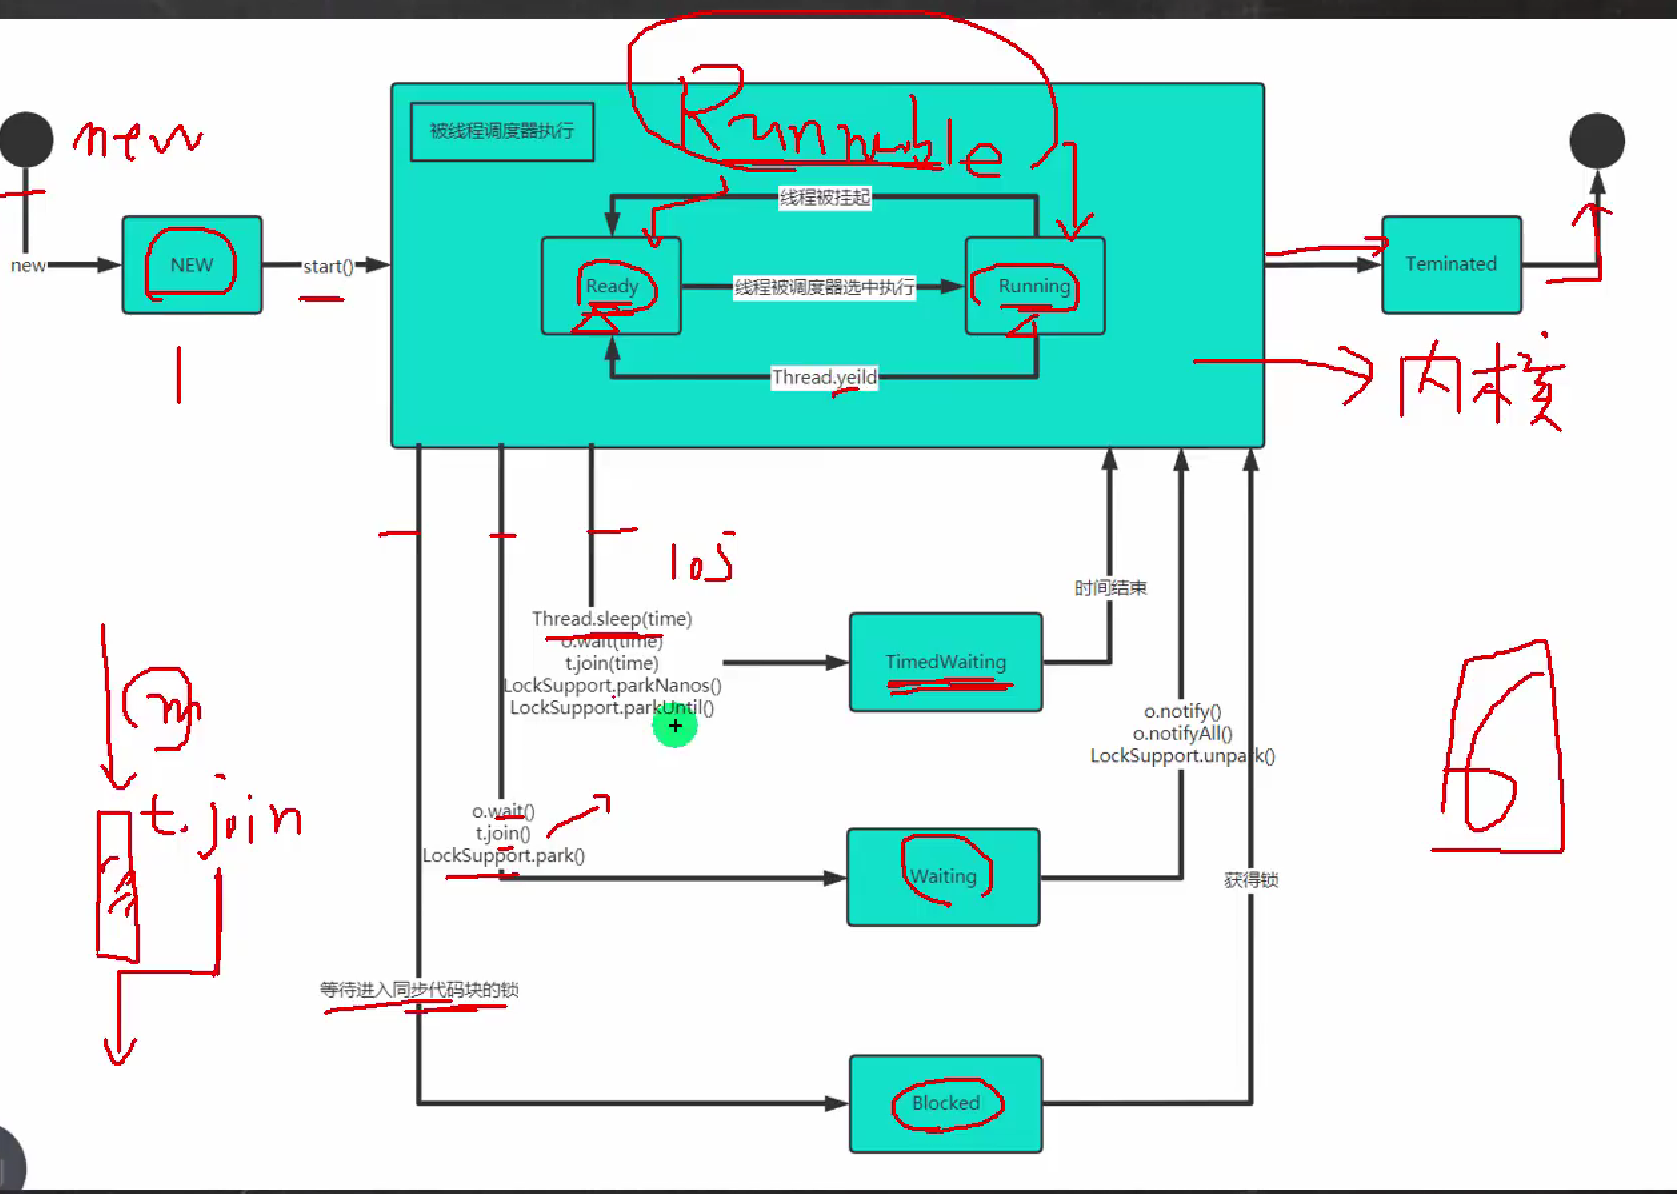 new
Runnable
被线程调度器执行
线程被挂起
new
NEW
start()
Ready
线程被调度器选中执行
Running
Teminated
Thread.yeild
内核
1
10s
时间结束
Thread.sleep(time)
o.wait(time)
t.join(time)
LockSupport.parkNanos()
LockSupport.parkUntil()
TimedWaiting
o.notify()
o.notifyAll()
LockSupport.unpark()
6
m
t.join
o.wait()
t.join()
LockSupport.park()
Waiting
获得锁
等待进入同步代码块的锁
Blocked